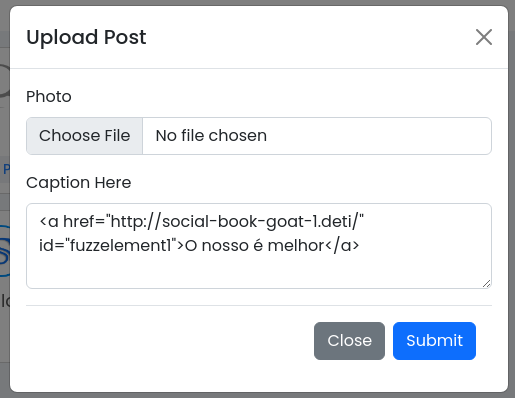 Upload Post
Photo
Choose File No file chosen
Caption Here
<a href="http://social-book-goat-1.deti/"
id="fuzzelement1">O nosso é melhor</a>
Close Submit